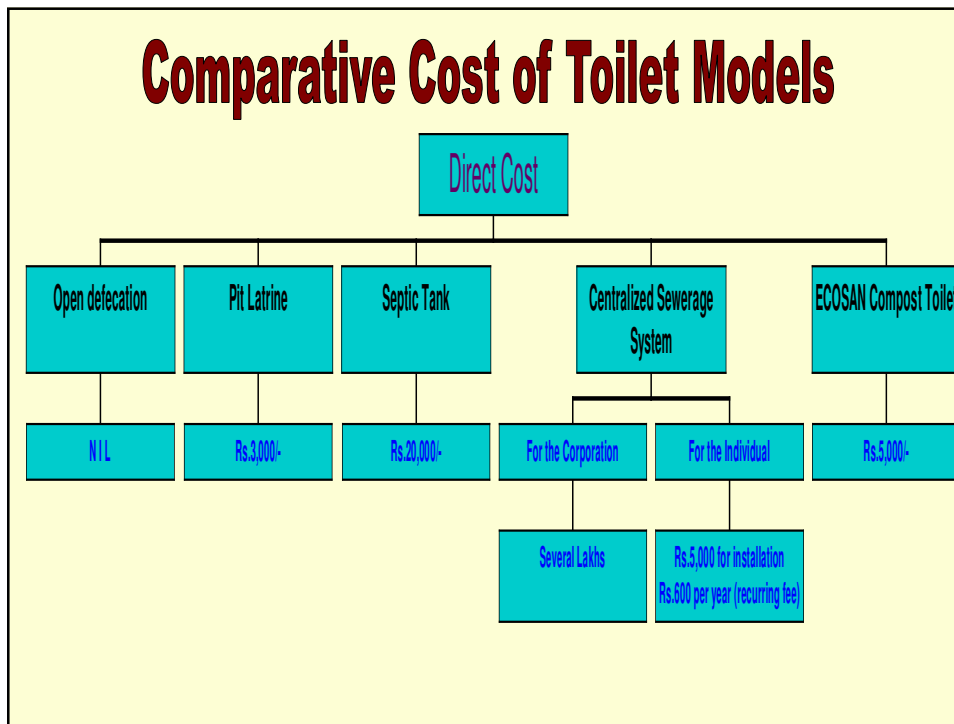 Comparative Cost of Toilet Models
Direct Cost
Open defecation
Pit Latrine
Septic Tank
Centralized Sewerage
System
ECOSAN Compost Toilet
N I L
Rs.3,000/-
Rs.20,000/-
For the Corporation
For the Individual
Rs.5,000/-
Several Lakhs
Rs.5,000 for installation
Rs.600 per year (recurring fee)